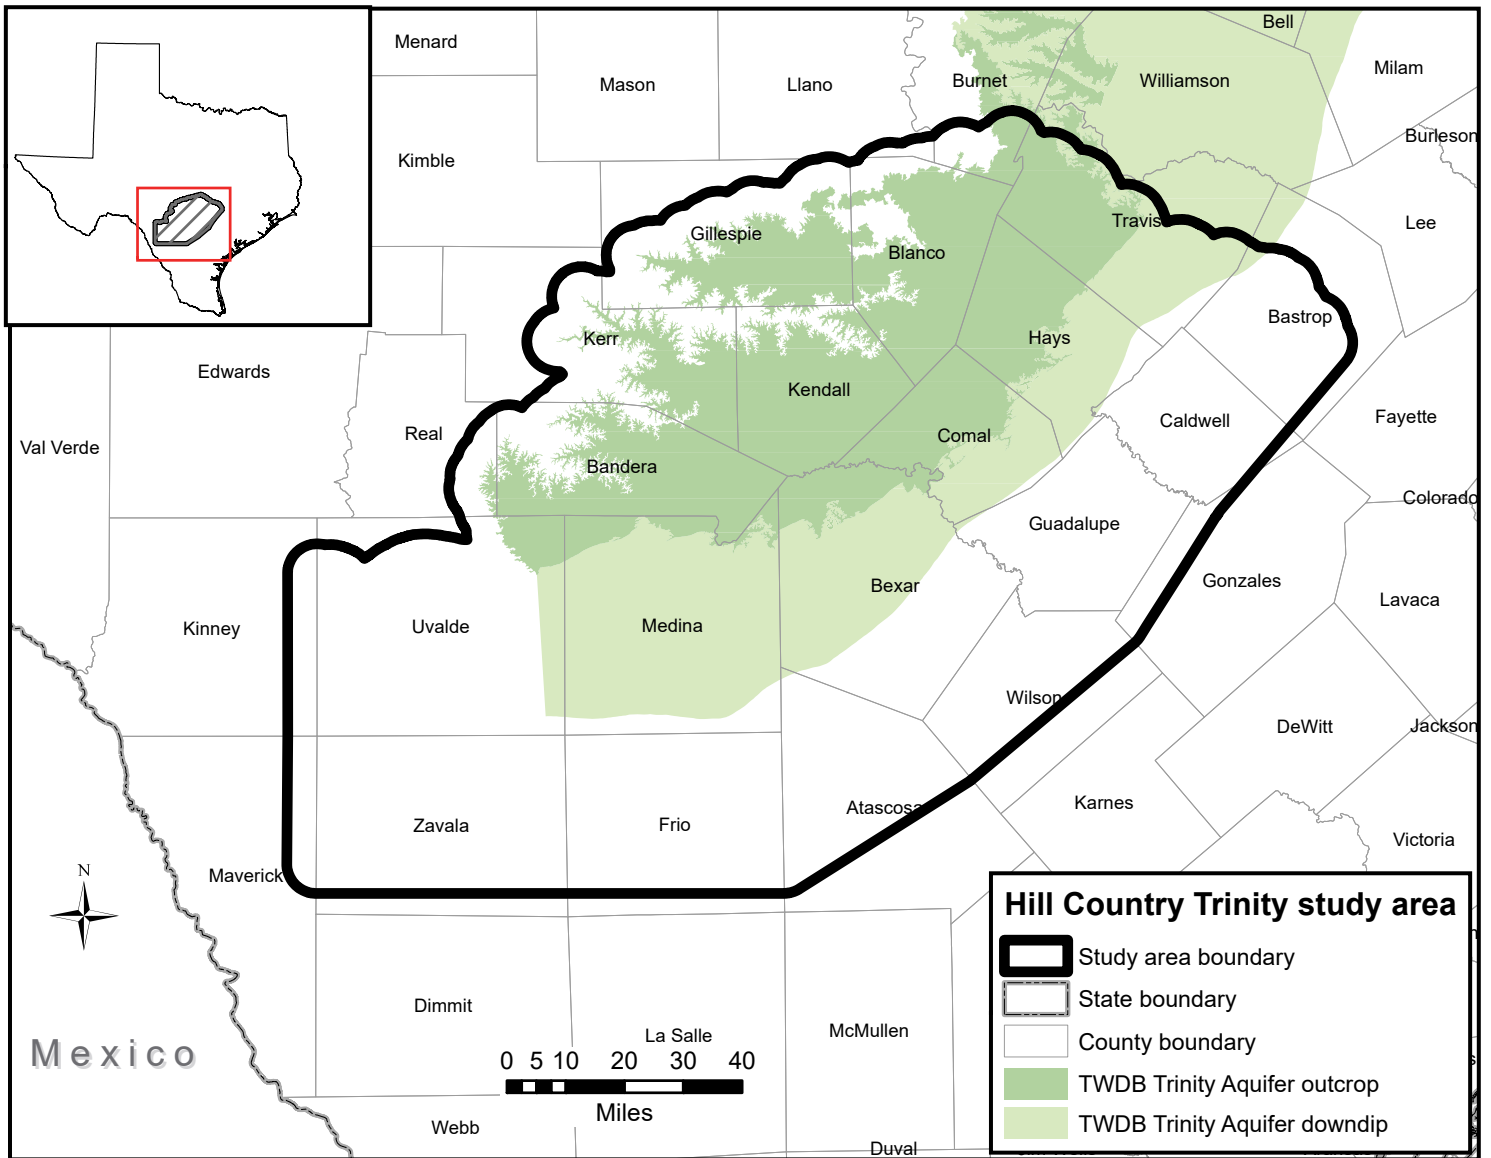 Menard
Mason
Llano
Burnet
Bell
Williamson
Milam
Burleson
Kimble
Gillespie
Blanco
Travis
Lee
Kerr
Hays
Bastrop
Edwards
Kendall
Val Verde
Real
Bandera
Comal
Caldwell
Fayette
Colorado
Guadalupe
Kinney
Uvalde
Medina
Bexar
Gonzales
Lavaca
Wilson
DeWitt
Jackson
Zavala
Frio
Atascosa
Karnes
Victoria
Maverick
N
Mexico
Dimmit
La Salle
McMullen
0 5 10 20 30 40
Miles
Webb
Duval
Hill Country Trinity study area
Study area boundary
State boundary
County boundary
TWDB Trinity Aquifer outcrop
TWDB Trinity Aquifer downdip